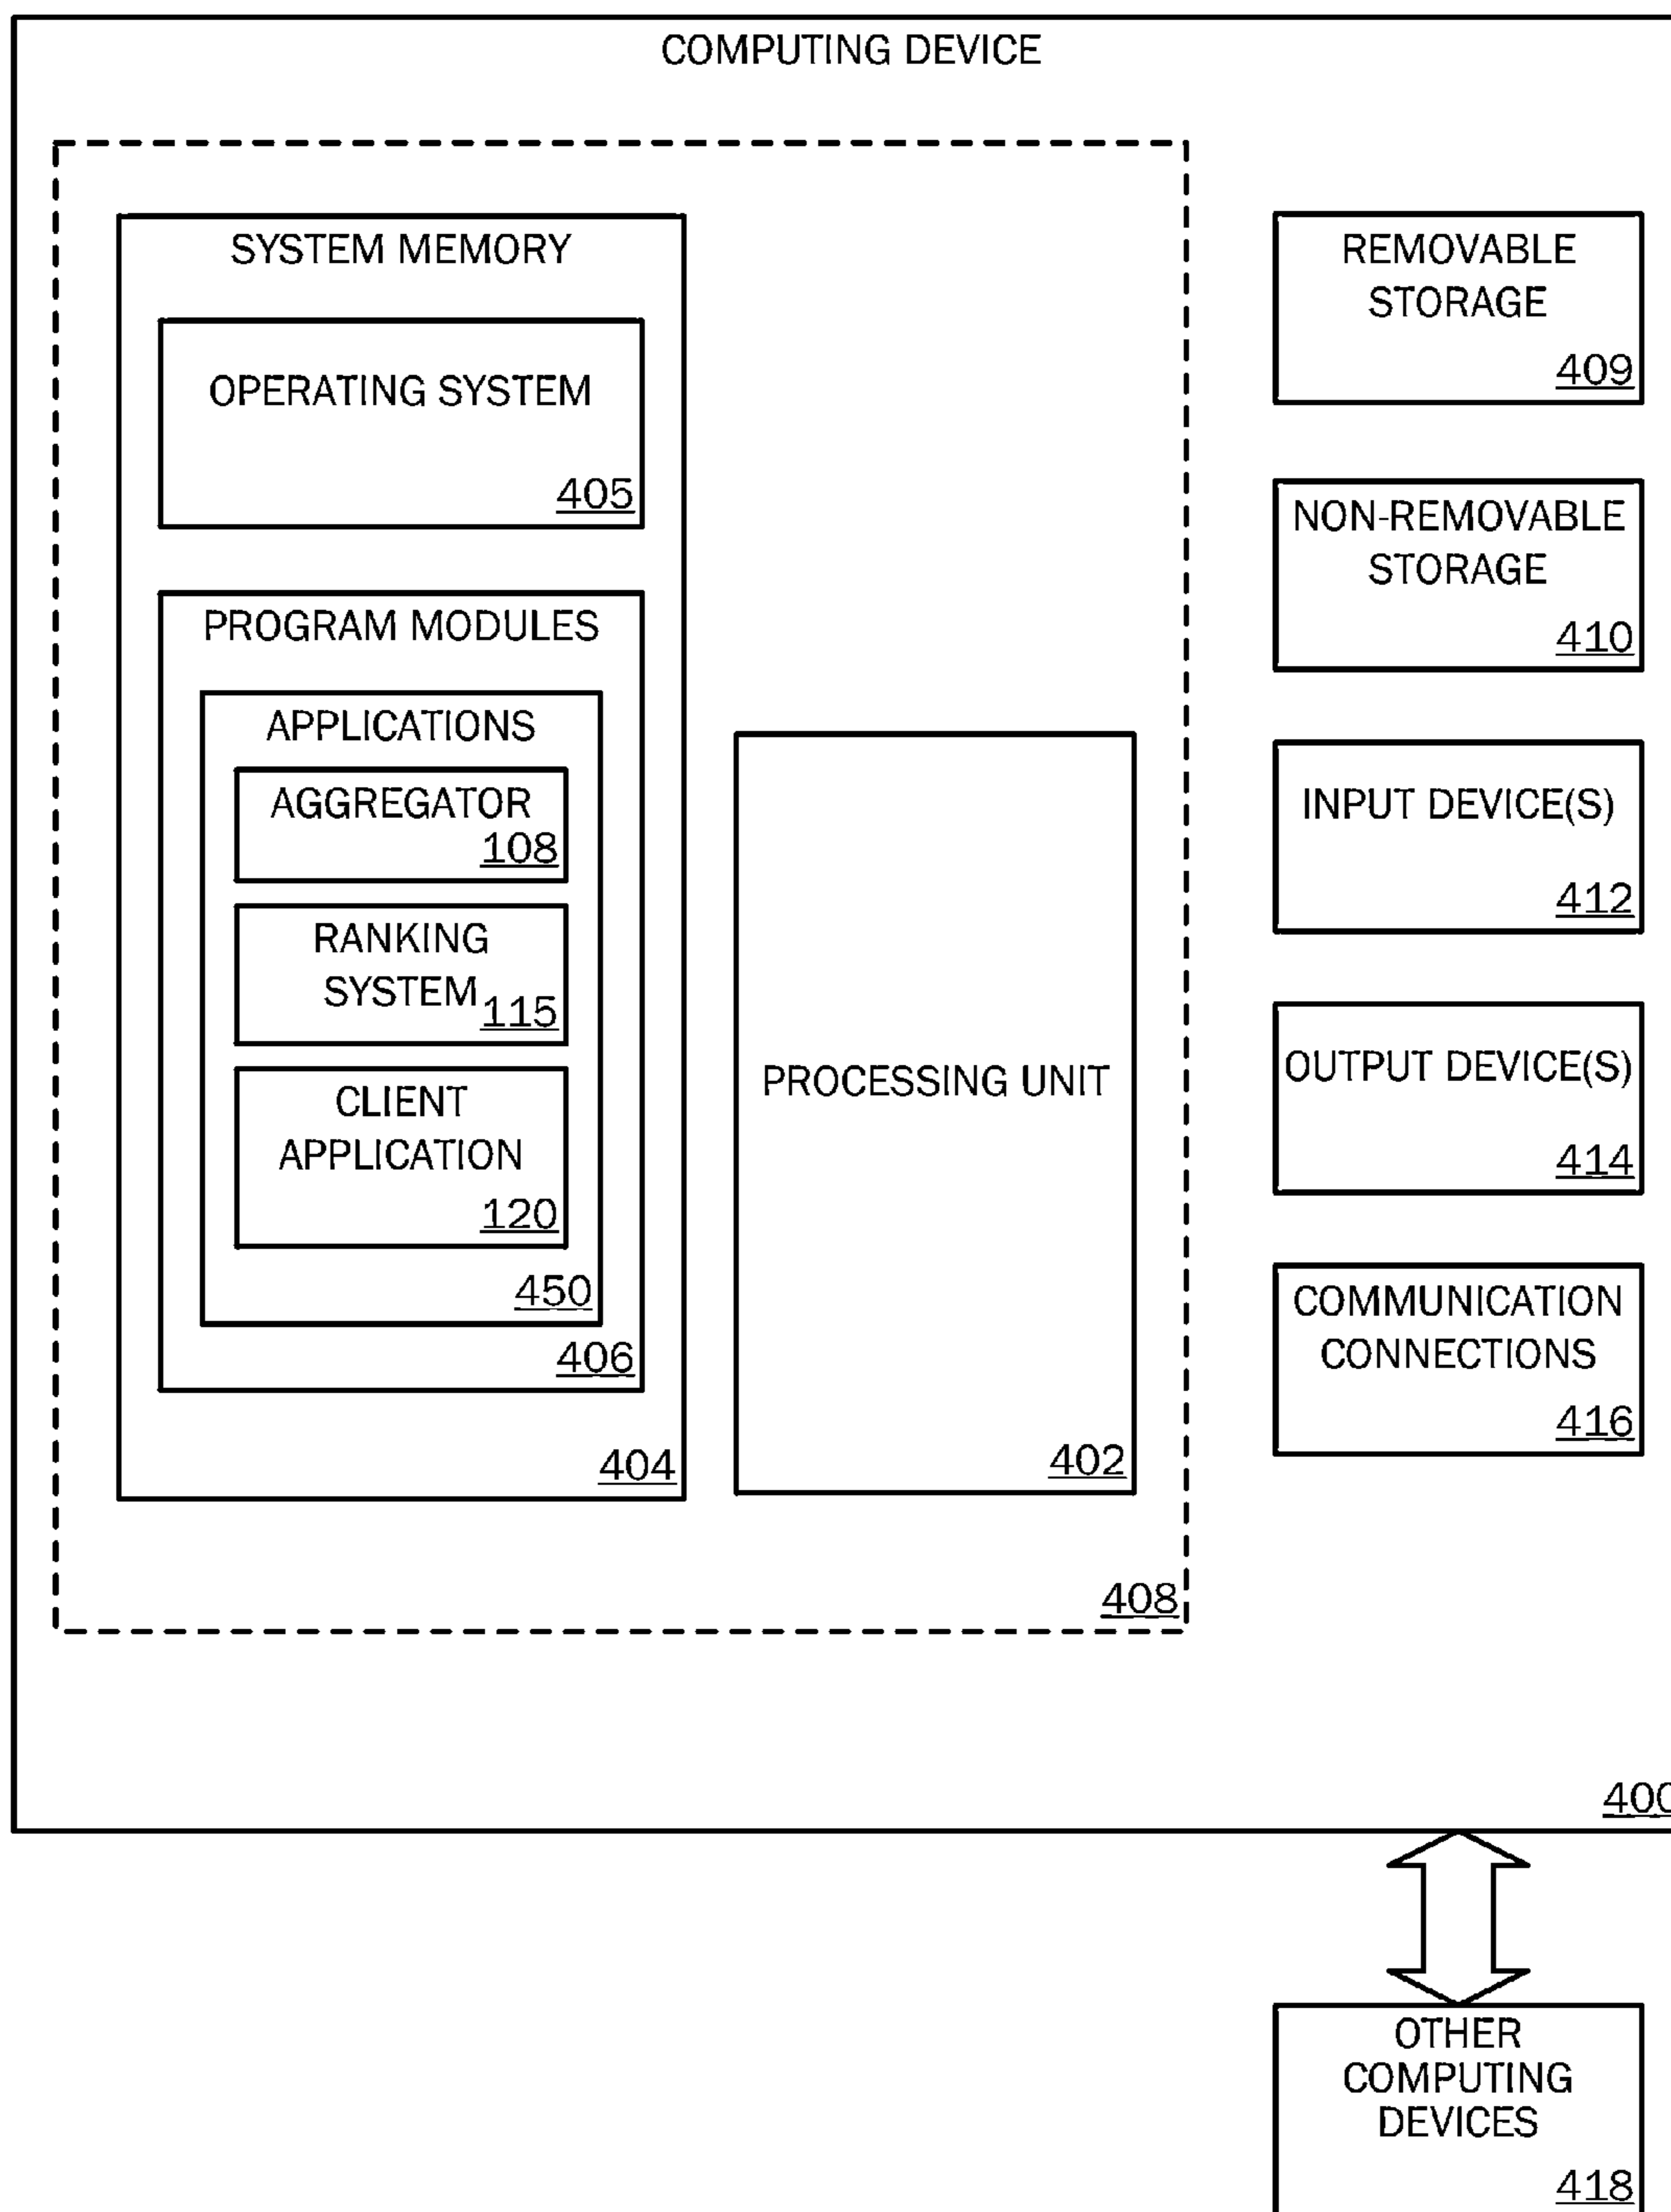 COMPUTING DEVICE
SYSTEM MEMORY
OPERATING SYSTEM
405
PROGRAM MODULES
APPLICATIONS
AGGREGATOR
108
RANKING
SYSTEM
115
CLIENT
APPLICATION
120
450
406
404
PROCESSING UNIT
402
408
REMOVABLE
STORAGE
409
NON-REMOVABLE
STORAGE
410
INPUT DEVICE(S)
412
OUTPUT DEVICE(S)
414
COMMUNICATION
CONNECTIONS
416
400
OTHER
COMPUTING
DEVICES
418